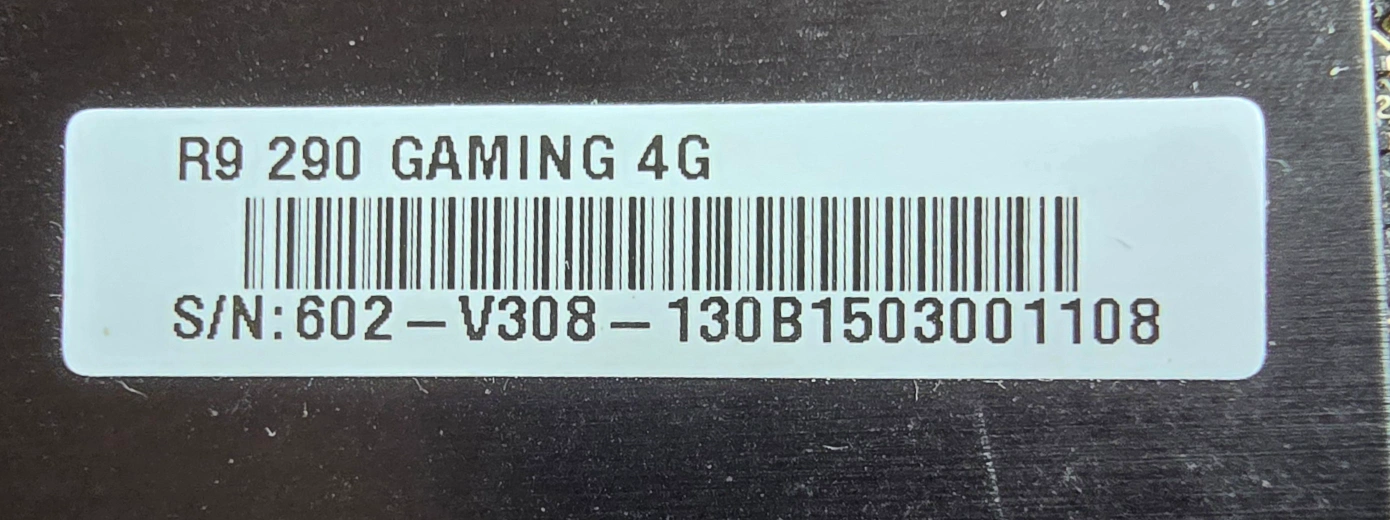 R9 290 GAMING 4G
S/N:602-V308-130B1503001108